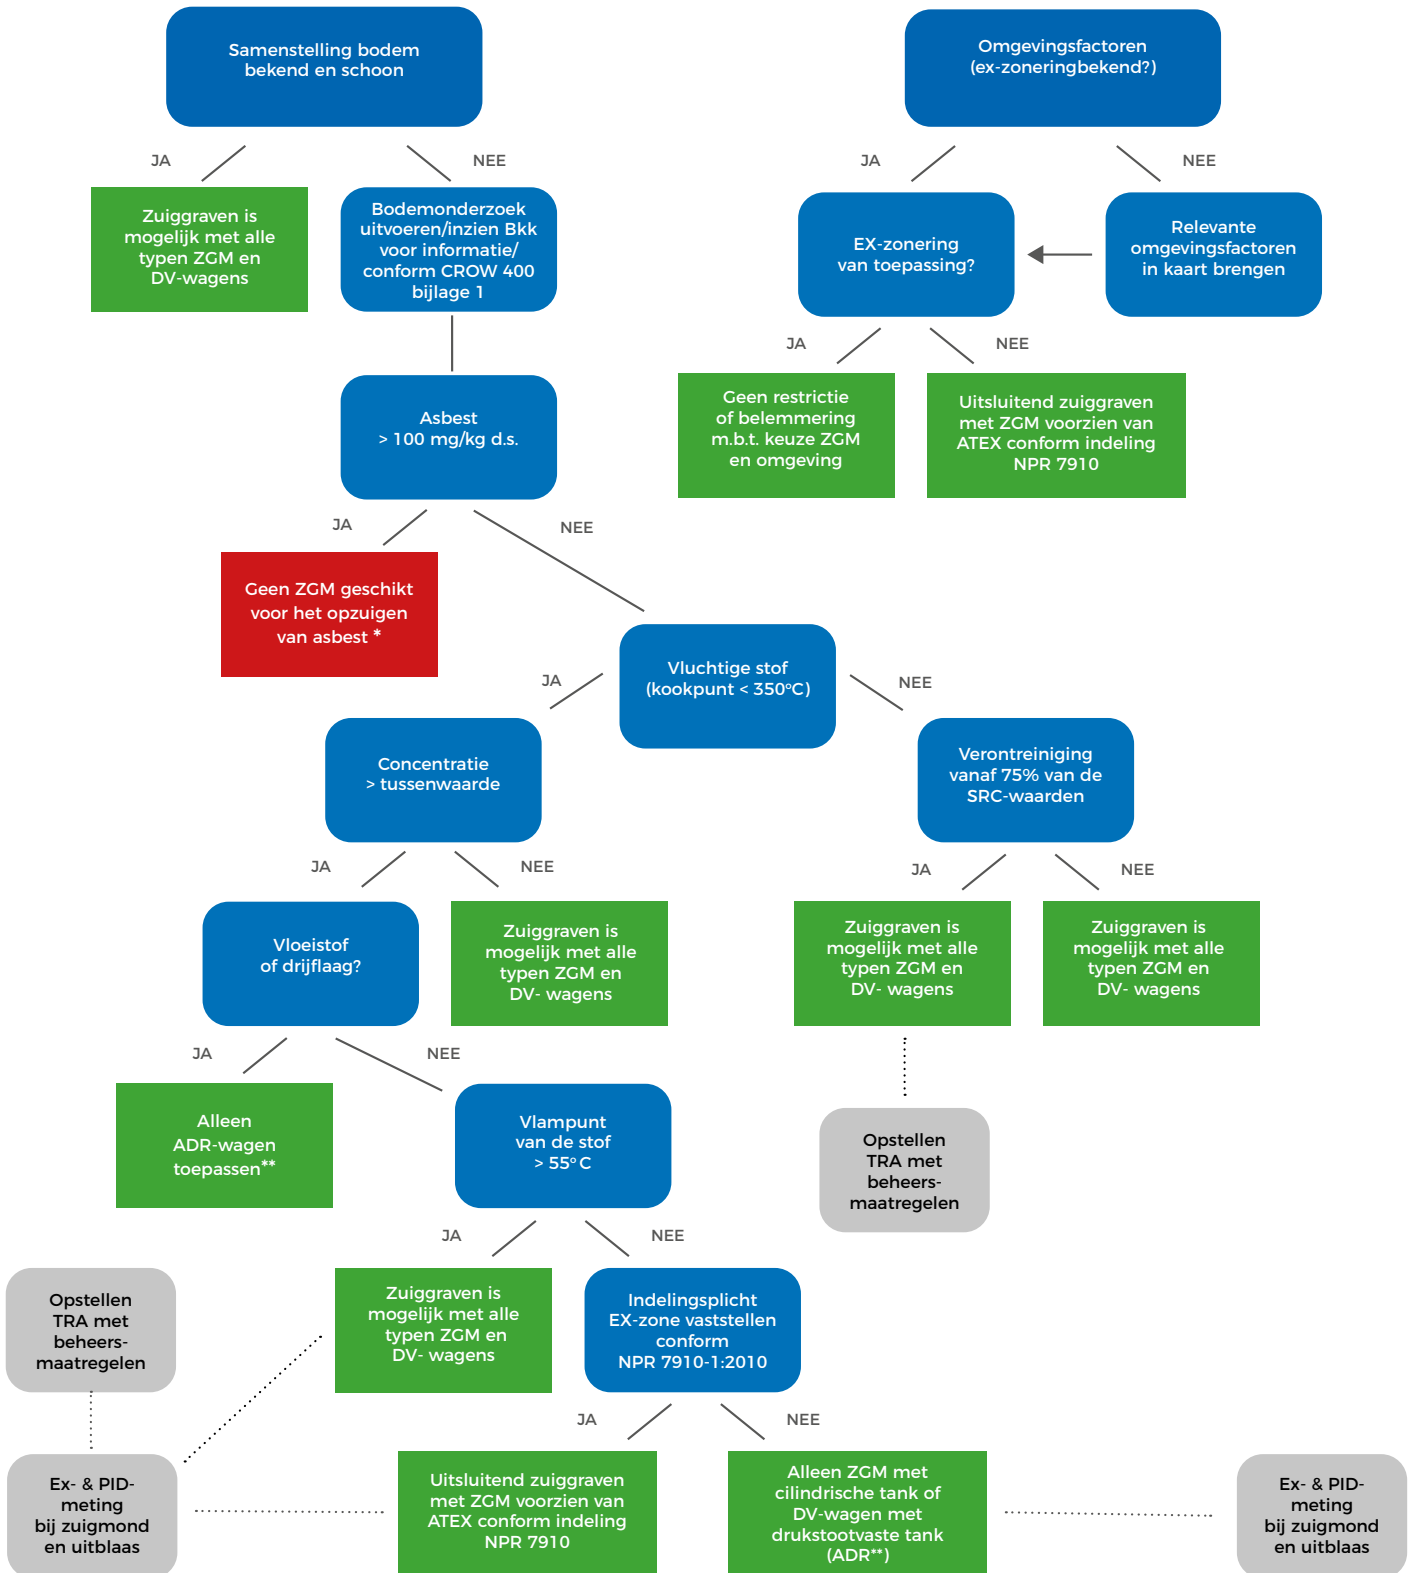 Samenstelling bodem
bekend en schoon
Omgevingsfactoren
(ex-zoneringbekend?)
JA
NEE
JA
NEE
Zuiggraven is
mogelijk met alle
typen ZGM en
DV-wagens
Bodemonderzoek
uitvoeren/inzien Bkk
voor informatie/
conform CROW 400
bijlage 1
EX-zonering
van toepassing?
Relevante
omgevingsfactoren
in kaart brengen
JA
NEE
Asbest
> 100 mg/kg d.s.
Geen restrictie
of belemmering
m.b.t. keuze ZGM
en omgeving
Uitsluitend zuiggraven
met ZGM voorzien van
ATEX conform indeling
NPR 7910
JA
NEE
Geen ZGM geschikt
voor het opzuigen
van asbest *
Vluchtige stof
(kookpunt < 350°C)
JA
NEE
Concentratie
> tussenwaarde
Verontreiniging
vanaf 75% van de
SRC-waarden
JA
NEE
JA
NEE
Vloeistof
of drijflaag?
Zuiggraven is
mogelijk met alle
typen ZGM en
DV- wagens
Zuiggraven is
mogelijk met alle
typen ZGM en
DV- wagens
Zuiggraven is
mogelijk met alle
typen ZGM en
DV- wagens
JA
NEE
Alleen
ADR-wagen
toepassen**
Vlampunt
van de stof
> 55°C
Opstellen
TRA met
beheers-
maatregelen
JA
NEE
Opstellen
TRA met
beheers-
maatregelen
Zuiggraven is
mogelijk met alle
typen ZGM en
DV- wagens
Indelingsplicht
EX-zone vaststellen
conform
NPR 7910-1:2010
JA
NEE
Ex- & PID-
meting
bij zuigmond
en uitblaas
Uitsluitend zuiggraven
met ZGM voorzien van
ATEX conform indeling
NPR 7910
Alleen ZGM met
cilindrische tank of
DV-wagen met
drukstootvaste tank
(ADR**)
Ex- & PID-
meting
bij zuigmond
en uitblaas